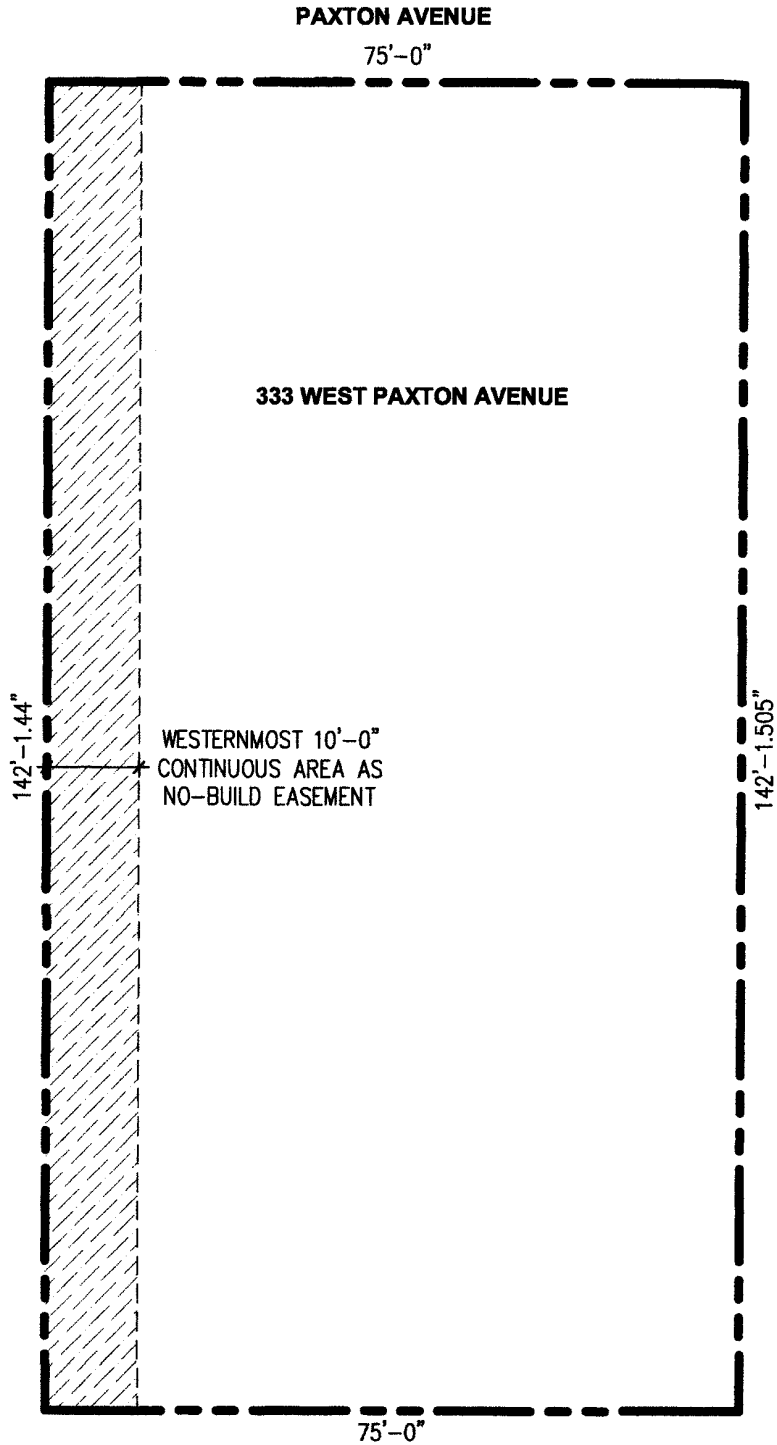 PAXTON AVENUE
75'-0"
333 WEST PAXTON AVENUE
142'-1.44"
WESTERNMOST 10'-0"
CONTINUOUS AREA AS
NO-BUILD EASEMENT
142'-1.505"
75'-0"